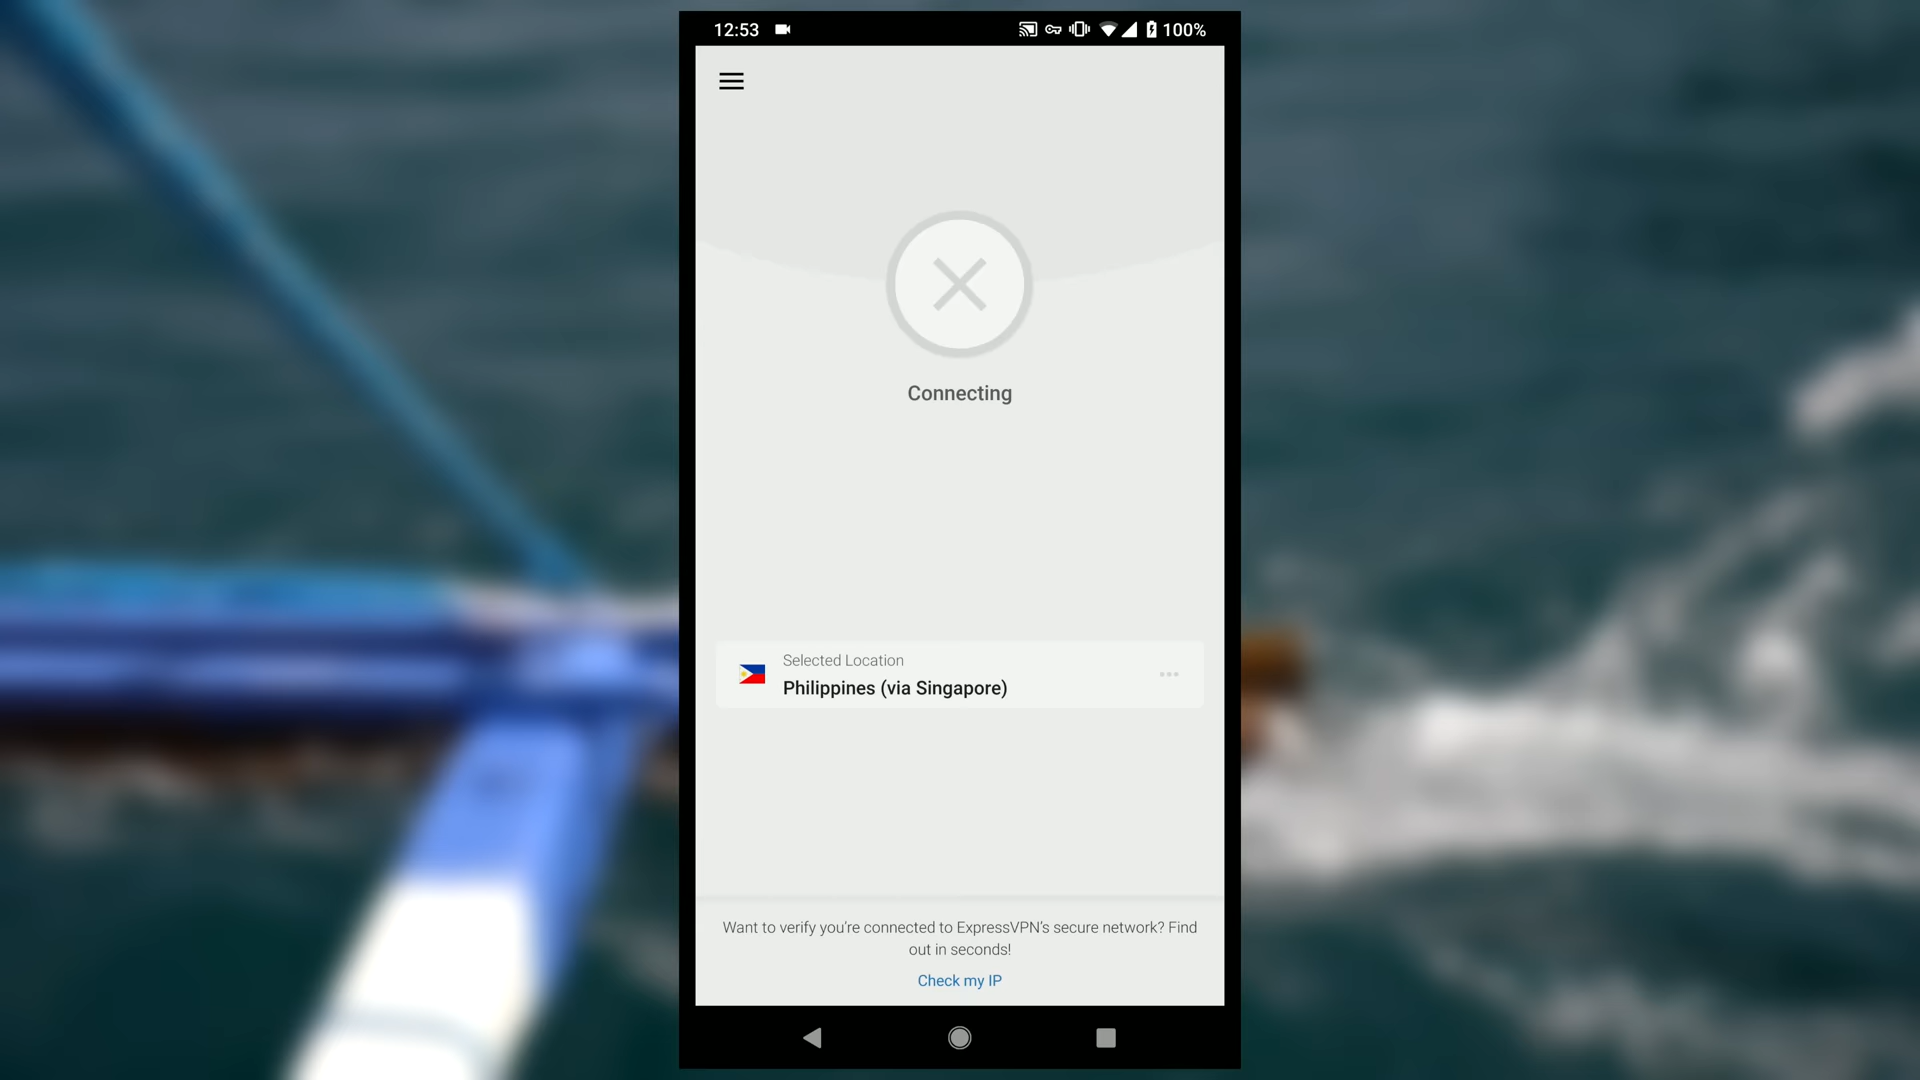 12:53
100%
Connecting
Selected Location
Philippines (via Singapore)
Want to verify you're connected to ExpressVPN's secure network? Find
out in seconds!
Check my IP